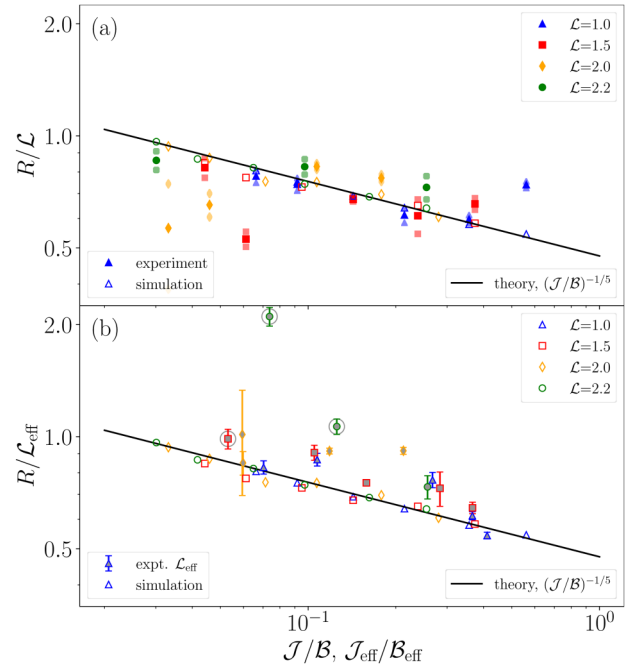 (a)
2.0
1.0
0.5
R/ℒ
ℒ=1.0
ℒ=1.5
ℒ=2.0
ℒ=2.2
experiment
simulation
theory, (𝒥/ℬ)^{-1/5}
(b)
2.0
1.0
0.5
R/ℒ_eff
ℒ=1.0
ℒ=1.5
ℒ=2.0
ℒ=2.2
expt. ℒ_eff
simulation
theory, (𝒥/ℬ)^{-1/5}
10^{-1}
10^{0}
𝒥/ℬ, 𝒥_eff/ℬ_eff